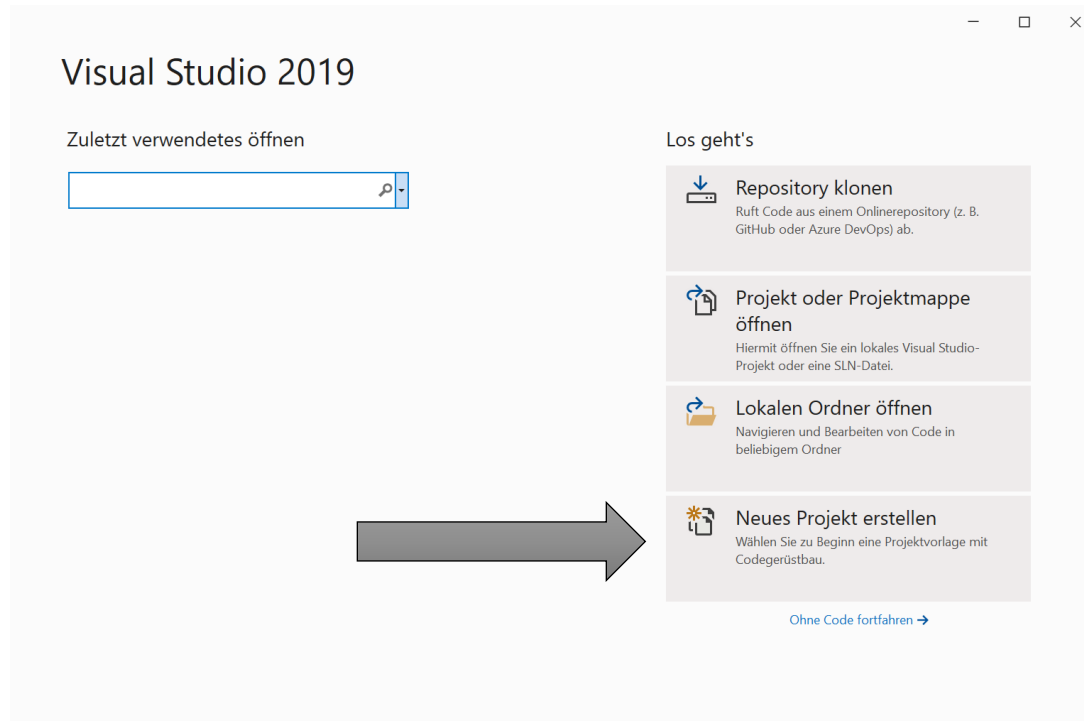 Visual Studio 2019
Zuletzt verwendetes öffnen
Los geht's
Repository klonen
Ruft Code aus einem Onlinerepository (z. B.
GitHub oder Azure DevOps) ab.
Projekt oder Projektmappe
öffnen
Hiermit öffnen Sie ein lokales Visual Studio-
Projekt oder eine SLN-Datei.
Lokalen Ordner öffnen
Navigieren und Bearbeiten von Code in
beliebigem Ordner
Neues Projekt erstellen
Wählen Sie zu Beginn eine Projektvorlage mit
Codegerüstbau.
Ohne Code fortfahren →